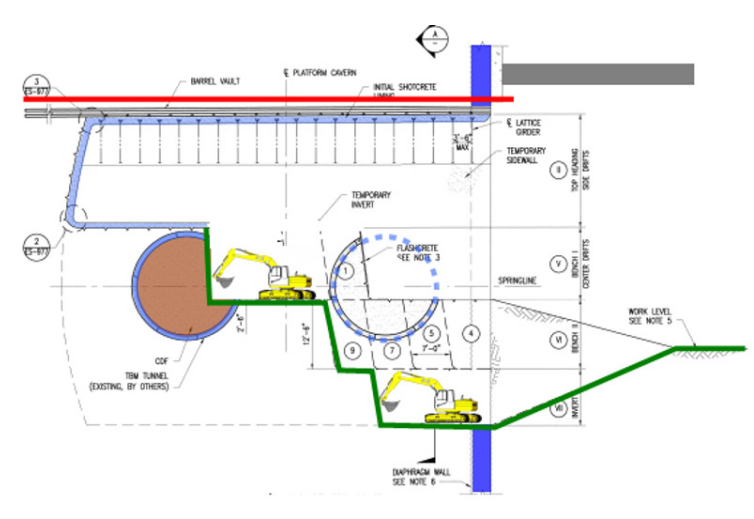 A
–
3
ES-97
BARREL VAULT
℄ PLATFORM CAVERN
INITIAL SHOTCRETE
LINING
℄ LATTICE
GIRDER
MAX
TEMPORARY
SIDEWALL
II
TOP HEADING
SIDE DRIFTS
TEMPORARY
INVERT
2
ES-97
1
FLASHCRETE
SEE NOTE 3
V
BENCH I
CENTER DRIFTS
SPRINGLINE
WORK LEVEL
SEE NOTE 5
2'-6"
12'-6"
9
7
5
4
7'-0"
VI
BENCH II
CDF
TBM TUNNEL
(EXISTING, BY OTHERS)
VII
INVERT
DIAPHRAGM WALL
SEE NOTE 6